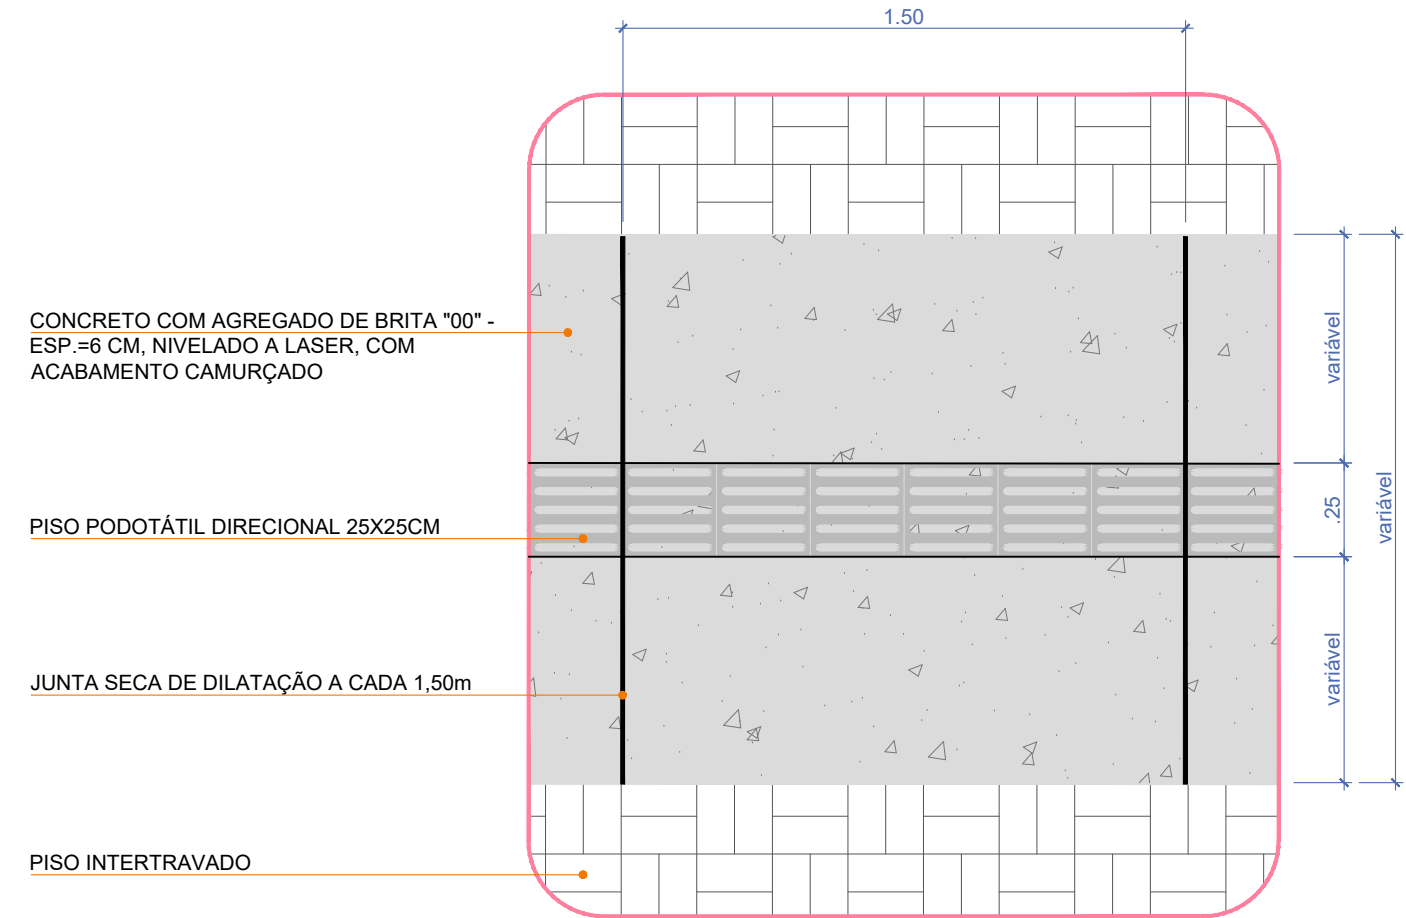 1.50
CONCRETO COM AGREGADO DE BRITA "00" -
ESP.=6 CM, NIVELADO A LASER, COM
ACABAMENTO CAMURÇADO
variável
PISO PODOTÁTIL DIRECIONAL 25X25CM
.25
variável
JUNTA SECA DE DILATAÇÃO A CADA 1,50m
variável
PISO INTERTRAVADO